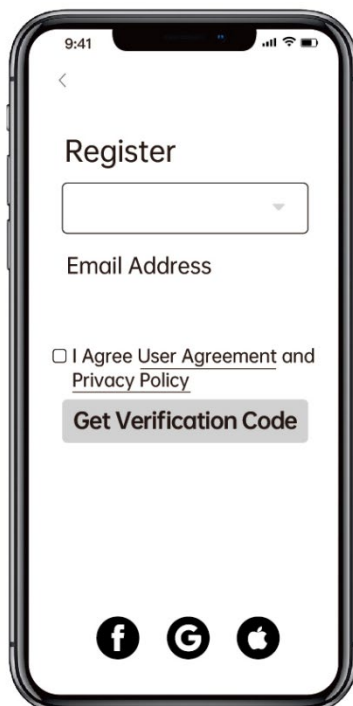 9:41
Register
Email Address
I Agree User Agreement and
Privacy Policy
Get Verification Code